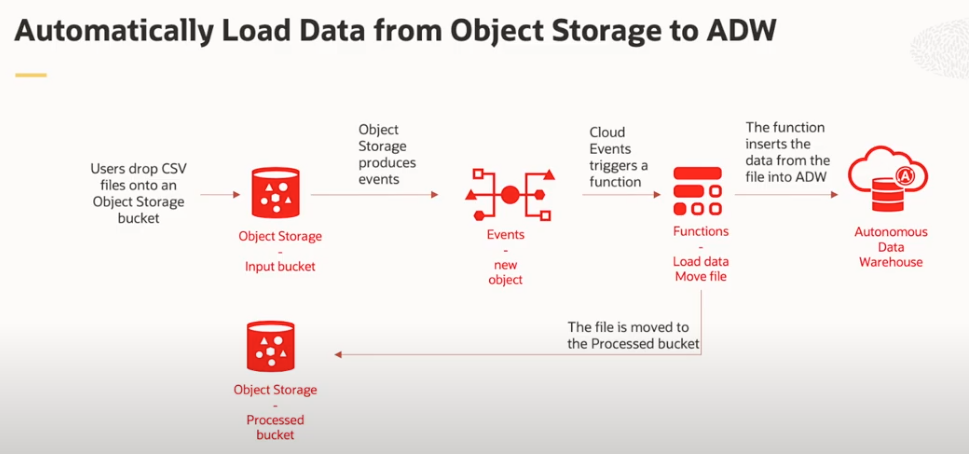 Automatically Load Data from Object Storage to ADW
Users drop CSV
files onto an
Object Storage
bucket
Object Storage
-
Input bucket
Object
Storage
produces
events
Events
-
new
object
Cloud
Events
triggers a
function
Functions
-
Load data
Move file
The function
inserts the
data from the
file into ADW
A
Autonomous
Data
Warehouse
The file is moved to
the Processed bucket
Object Storage
-
Processed
bucket